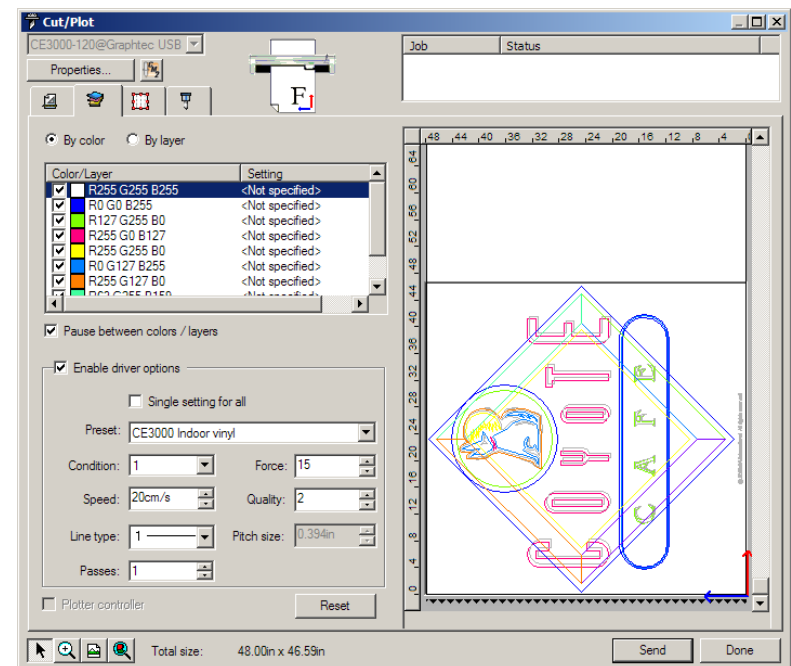 Cut/Plot
CE3000-120@Graphtec USB
Job Status
Properties...
F
By color By layer
Color/Layer Setting
R255 G255 B255 <Not specified>
R0 G0 B255 <Not specified>
R127 G255 B0 <Not specified>
R255 G0 B127 <Not specified>
R255 G255 B0 <Not specified>
R0 G127 B255 <Not specified>
R255 G127 B0 <Not specified>
Pause between colors / layers
Enable driver options
Single setting for all
Preset: CE3000 Indoor vinyl
Condition: 1 Force: 15
Speed: 20cm/s Quality: 2
Line type: 1 Pitch size: 0.394in
Passes: 1
Plotter controller Reset
48 44 40 36 32 28 24 20 16 12 8 4
64
60
56
52
48
44
40
36
32
28
24
20
16
12
8
4
0
COYOTE
CAFE
Total size: 48.00in x 46.59in
Send Done